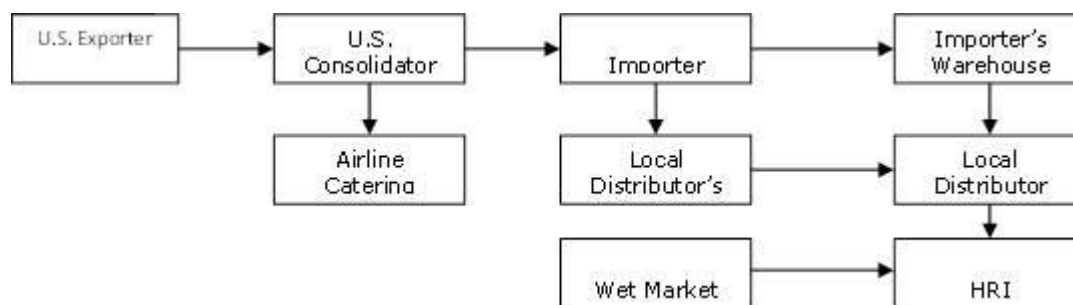 U.S. Exporter
U.S.
Consolidator
Importer
Importer's
Warehouse
Airline
Catering
Local
Distributor's
Local
Distributor
Wet Market
HRI